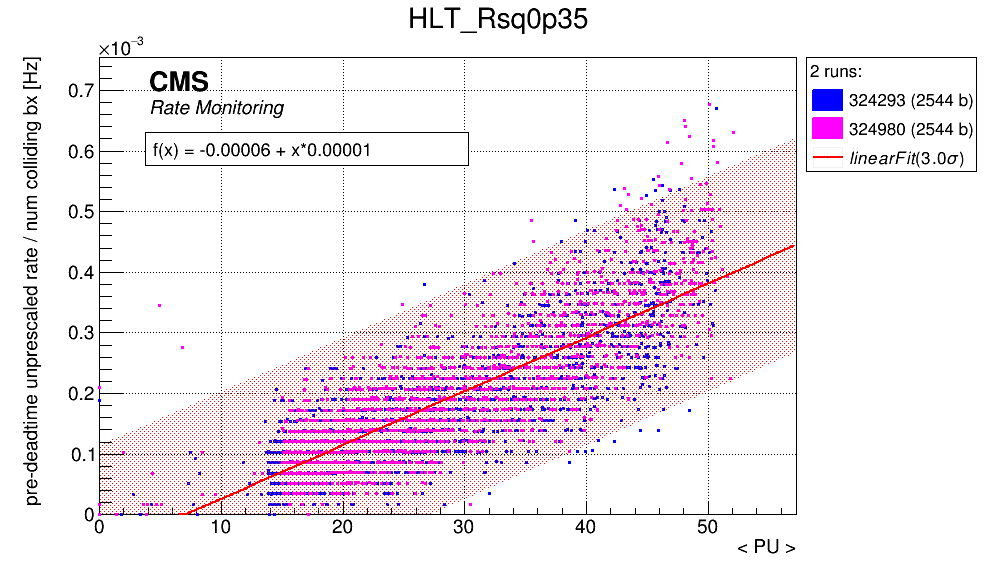 HLT_Rsq0p35
×10⁻³
pre-deadtime unprescaled rate / num colliding bx [Hz]
0.7
0.6
0.5
0.4
0.3
0.2
0.1
0
CMS
Rate Monitoring
f(x) = -0.00006 + x*0.00001
2 runs:
324293 (2544 b)
324980 (2544 b)
linearFit(3.0σ)
0 10 20 30 40 50
< PU >